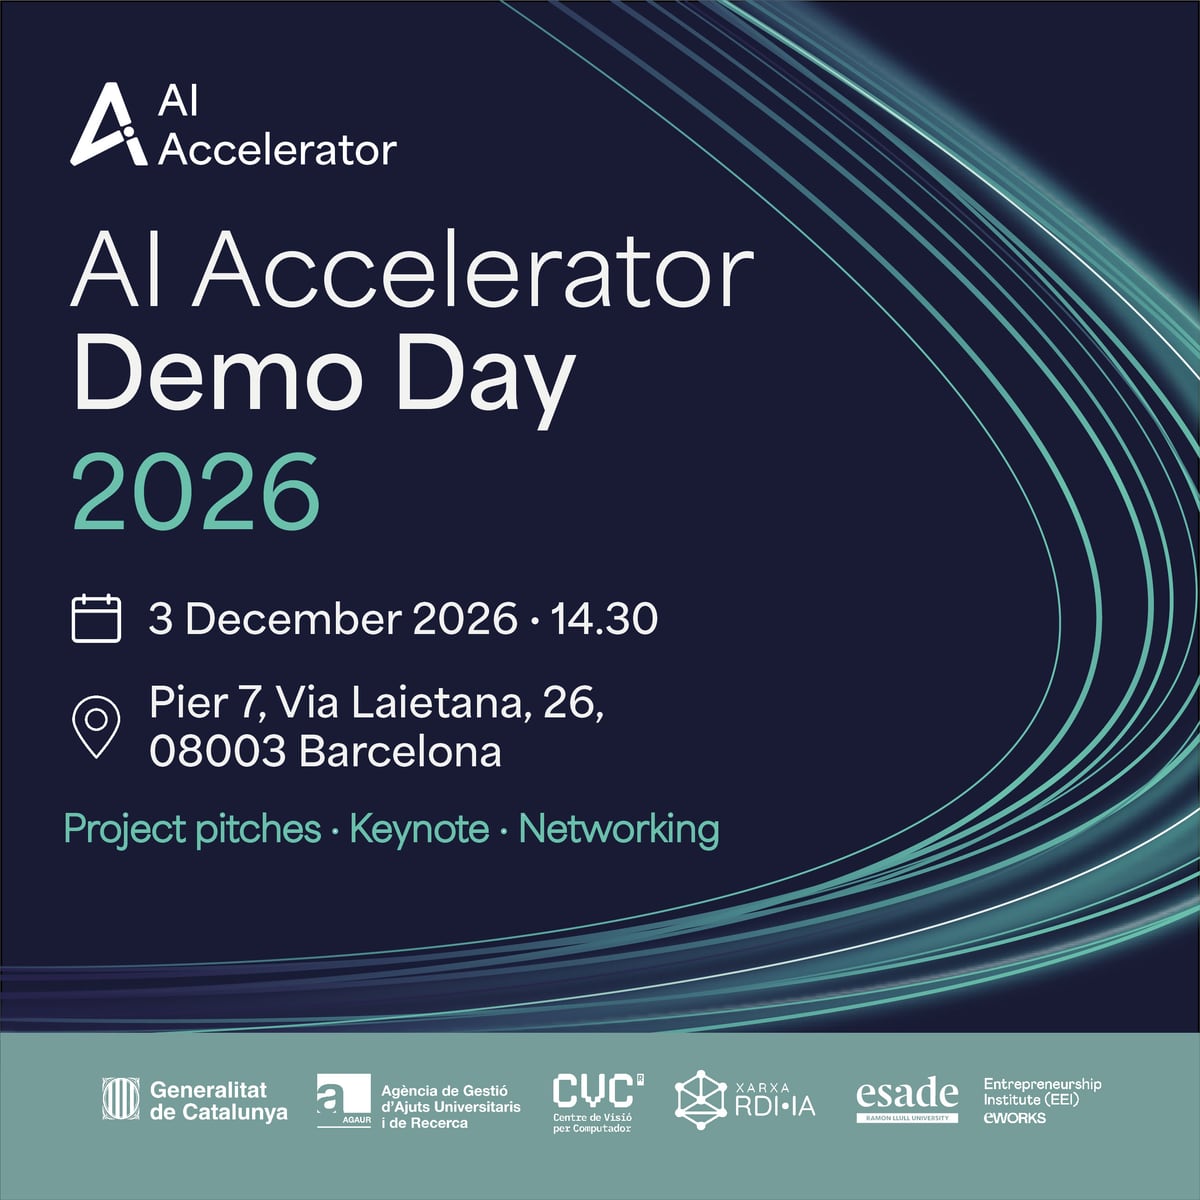 AI
Accelerator
AI Accelerator
Demo Day
2026
3 December 2026 · 14.30
Pier 7, Via Laietana, 26,
08003 Barcelona
Project pitches · Keynote · Networking
Generalitat
de Catalunya
a
AGAUR
Agència de Gestió
d'Ajuts Universitaris
i de Recerca
CVC R
Centre de Visió
per Computador
XARXA
RDI·IA
esade
RAMON LLULL UNIVERSITY
Entrepreneurship
Institute (EEI)
eWORKS